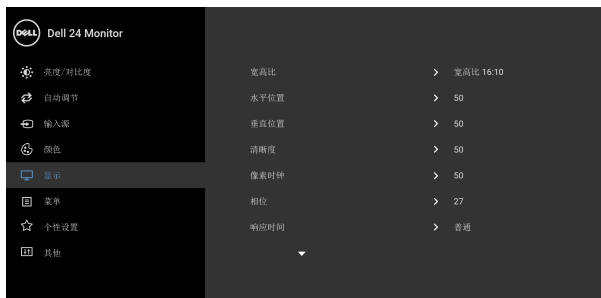 DELL Dell 24 Monitor
亮度/对比度
自动调节
输入源
颜色
显示
菜单
个性设置
其他
宽高比 宽高比 16:10
水平位置 50
垂直位置 50
清晰度 50
像素时钟 50
相位 27
响应时间 普通